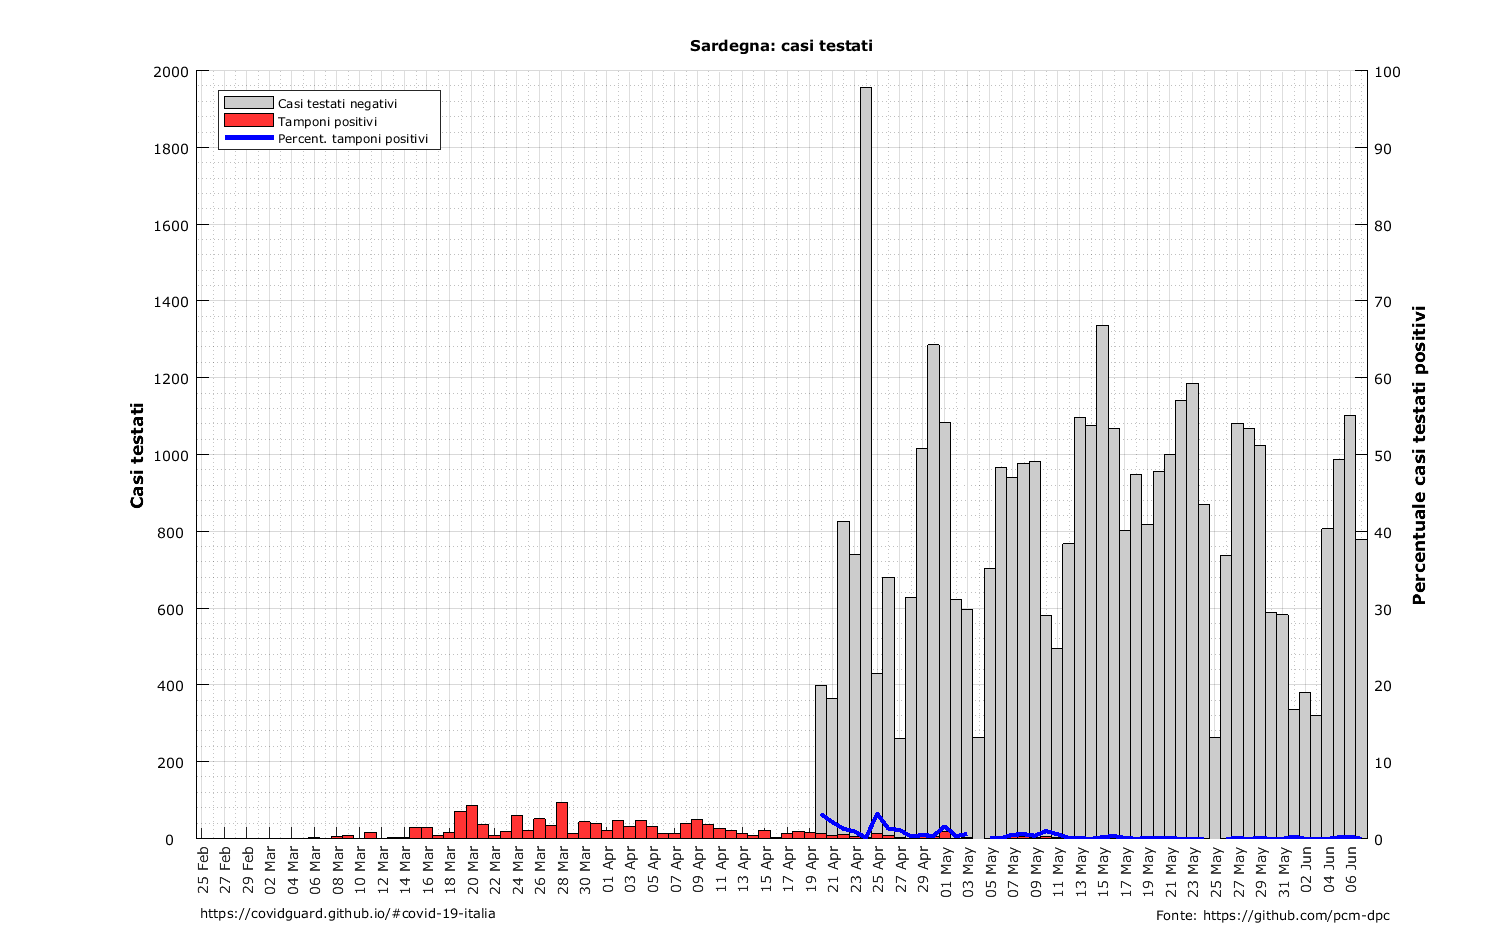 Sardegna: casi testati
Casi testati negativi
Tamponi positivi
Percent. tamponi positivi
Casi testati
2000
1800
1600
1400
1200
1000
800
600
400
200
0
100
90
80
70
60
50
40
30
20
10
0
Percentuale casi testati positivi
25 Feb
27 Feb
29 Feb
02 Mar
04 Mar
06 Mar
08 Mar
10 Mar
12 Mar
14 Mar
16 Mar
18 Mar
20 Mar
22 Mar
24 Mar
26 Mar
28 Mar
30 Mar
01 Apr
03 Apr
05 Apr
07 Apr
09 Apr
11 Apr
13 Apr
15 Apr
17 Apr
19 Apr
21 Apr
23 Apr
25 Apr
27 Apr
29 Apr
01 May
03 May
05 May
07 May
09 May
11 May
13 May
15 May
17 May
19 May
21 May
23 May
25 May
27 May
29 May
31 May
02 Jun
04 Jun
06 Jun
https://covidguard.github.io/#covid-19-italia
Fonte: https://github.com/pcm-dpc